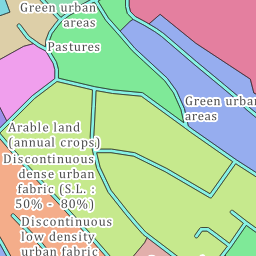 Green urban
areas
Pastures
Green urban
areas
Arable land
(annual crops)
Discontinuous
dense urban
fabric (S.L. :
50% - 80%)
Discontinuous
low density
urban fabric